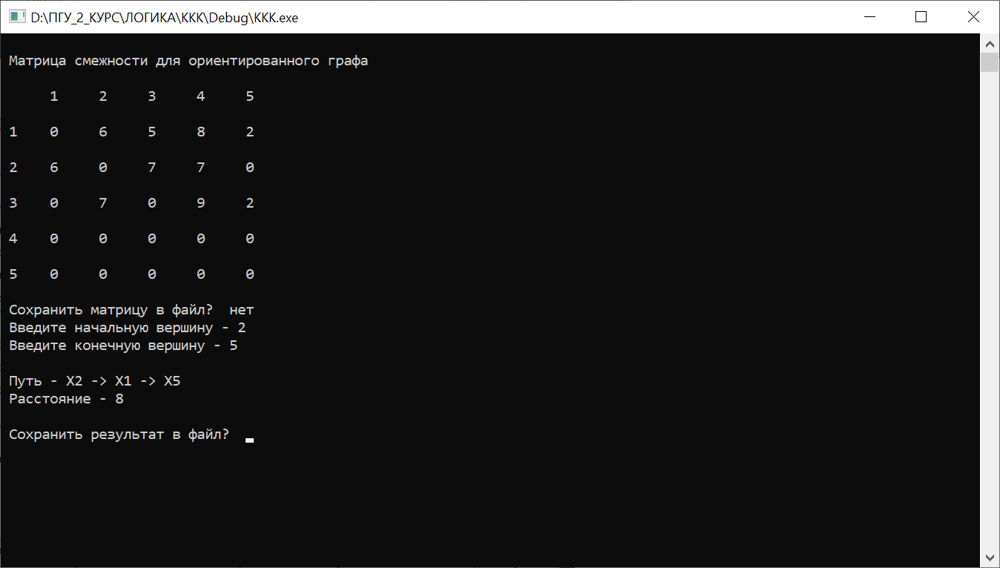 D:\ПГУ_2_КУРС\ЛОГИКА\ККК\Debug\KKK.exe
Матрица смежности для ориентированного графа
1 2 3 4 5
1 0 6 5 8 2
2 6 0 7 7 0
3 0 7 0 9 2
4 0 0 0 0 0
5 0 0 0 0 0
Сохранить матрицу в файл? нет
Введите начальную вершину - 2
Введите конечную вершину - 5
Путь - X2 -> X1 -> X5
Расстояние - 8
Сохранить результат в файл?